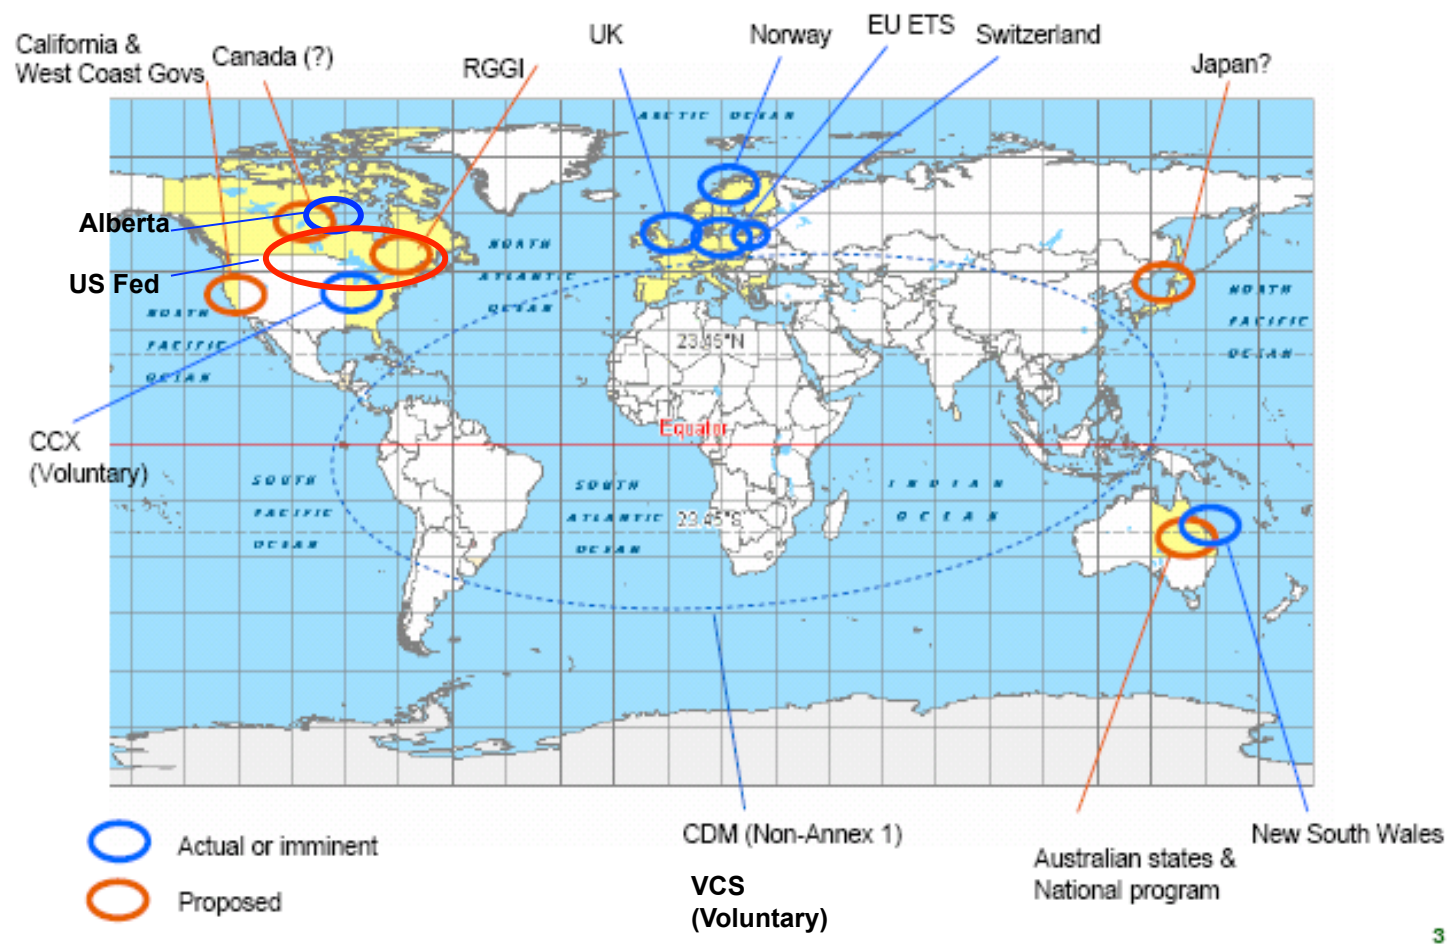 California &
West Coast Govs
Canada (?)
RGGI
UK
Norway
EU ETS
Switzerland
Japan?
ARCTIC OCEAN
Alberta
US Fed
NORTH
PACIFIC
OCEAN
NORTH
ATLANTIC
OCEAN
NORTH
PACIFIC
OCEAN
23.45°N
Equator
CCX
(Voluntary)
SOUTH
PACIFIC
OCEAN
SOUTH
ATLANTIC
OCEAN
23.45°S
INDIAN
OCEAN
CDM (Non-Annex 1)
VCS
(Voluntary)
New South Wales
Australian states &
National program
Actual or imminent
Proposed
3